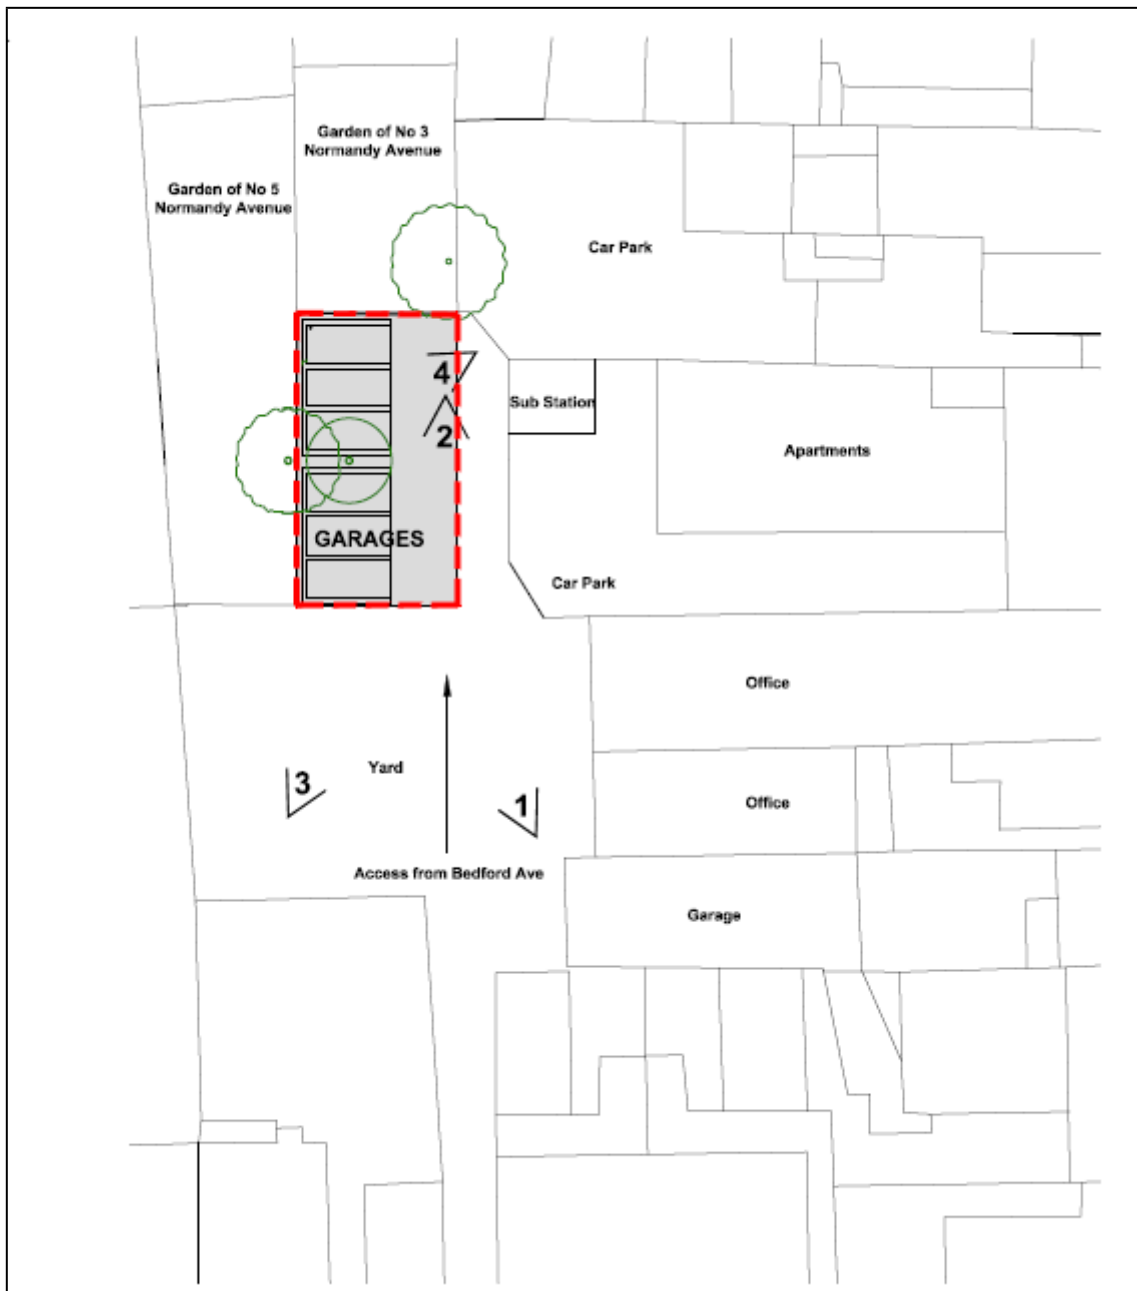 Garden of No 3
Normandy Avenue
Garden of No 5
Normandy Avenue
Car Park
4
Sub Station
2
Apartments
GARAGES
Car Park
Office
Yard
3
1
Office
Access from Bedford Ave
Garage